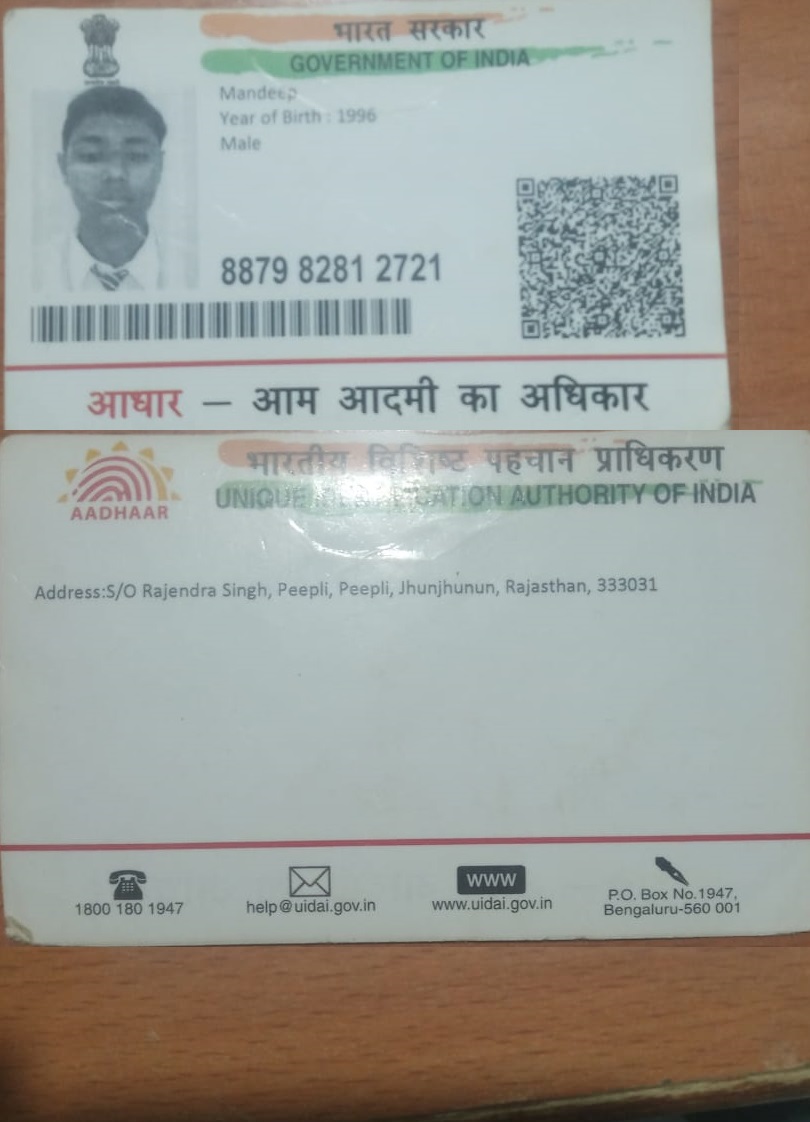 भारत सरकार
GOVERNMENT OF INDIA
Mandeep
Year of Birth : 1996
Male
8879 8281 2721
आधार – आम आदमी का अधिकार
AADHAAR
भारतीय विशिष्ट पहचान प्राधिकरण
UNIQUE IDENTIFICATION AUTHORITY OF INDIA
Address:S/O Rajendra Singh, Peepli, Peepli, Jhunjhunun, Rajasthan, 333031
1800 180 1947
help@uidai.gov.in
WWW
www.uidai.gov.in
P.O. Box No.1947,
Bengaluru-560 001